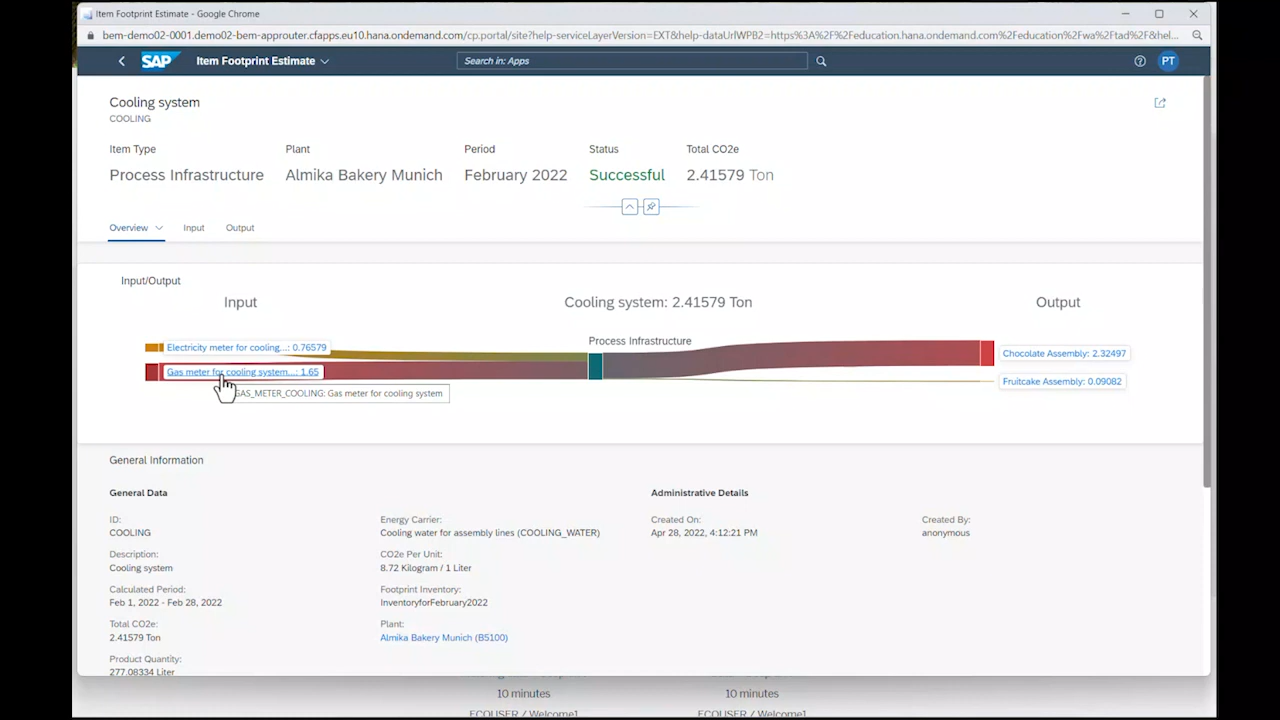 Item Footprint Estimate - Google Chrome
bem-demo02-0001.demo02-bem-approuter.cfapps.eu10.hana.ondemand.com/cp.portal/site?help-serviceLayerVersion=EXT&help-dataUrlWPB2=https%3A%2F%2Feducation.hana.ondemand.com%2Feducation%2Fwa%2Ftad%2F&hel...
SAP Item Footprint Estimate Search in: Apps PT
Cooling system
COOLING
Item Type Plant Period Status Total CO2e
Process Infrastructure Almika Bakery Munich February 2022 Successful 2.41579 Ton
Overview Input Output
Input/Output
Input Cooling system: 2.41579 Ton Output
Process Infrastructure
Electricity meter for cooling...: 0.76579
Chocolate Assembly: 2.32497
Gas meter for cooling system...: 1.65
Fruitcake Assembly: 0.09082
GAS_METER_COOLING: Gas meter for cooling system
General Information
General Data Administrative Details
ID: Energy Carrier: Created On: Created By:
COOLING Cooling water for assembly lines (COOLING_WATER) Apr 28, 2022, 4:12:21 PM anonymous
Description: CO2e Per Unit:
Cooling system 8.72 Kilogram / 1 Liter
Calculated Period: Footprint Inventory:
Feb 1, 2022 - Feb 28, 2022 InventoryforFebruary2022
Total CO2e: Plant:
2.41579 Ton Almika Bakery Munich (B5100)
Product Quantity:
277.08334 Liter
10 minutes 10 minutes
ECOUSER / Welcome1 ECOUSER / Welcome1